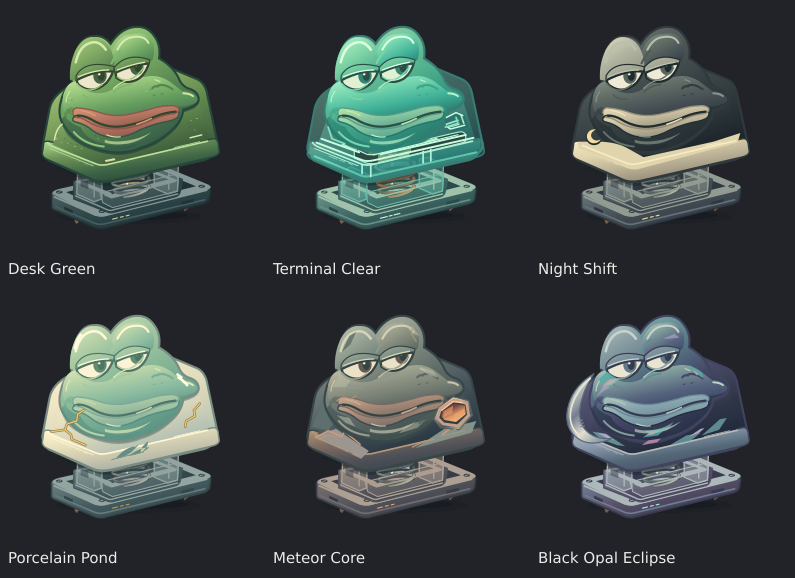 Desk Green
Terminal Clear
Night Shift
Porcelain Pond
Meteor Core
Black Opal Eclipse